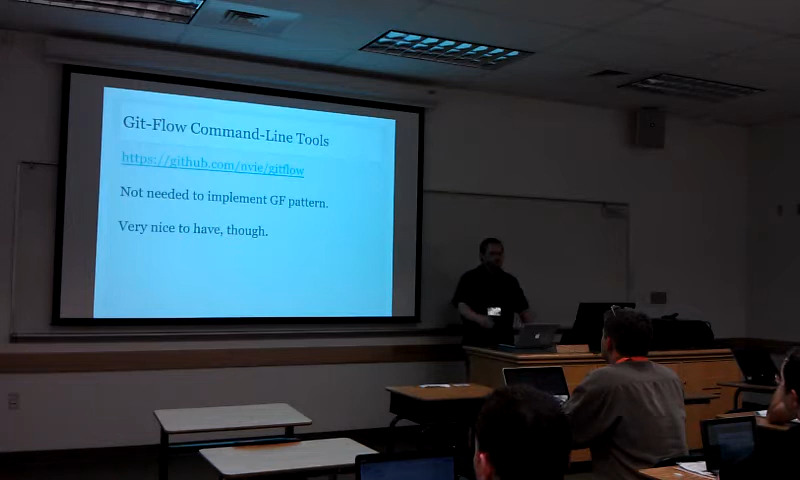 Git-Flow Command-Line Tools
https://github.com/nvie/gitflow
Not needed to implement GF pattern.
Very nice to have, though.